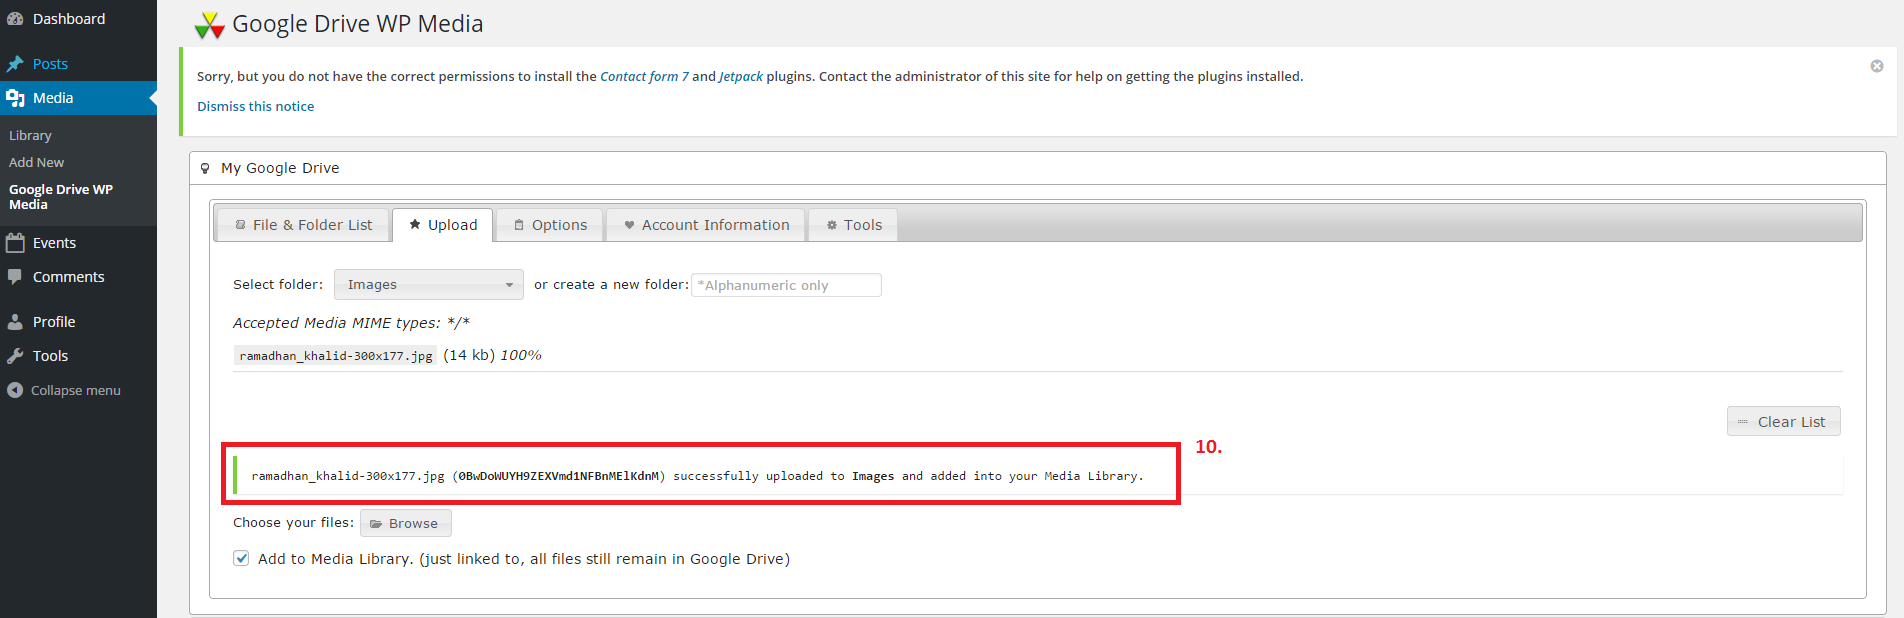 Dashboard
Posts
Media
Library
Add New
Google Drive WP
Media
Events
Comments
Profile
Tools
Collapse menu
Google Drive WP Media
Sorry, but you do not have the correct permissions to install the Contact form 7 and Jetpack plugins. Contact the administrator of this site for help on getting the plugins installed.
Dismiss this notice
My Google Drive
File & Folder List Upload Options Account Information Tools
Select folder: Images or create a new folder: *Alphanumeric only
Accepted Media MIME types: */*
ramadhan_khalid-300x177.jpg (14 kb) 100%
Clear List
10.
ramadhan_khalid-300x177.jpg (0BwDoWUYH9ZEXVmd1NFBnMElKdnM) successfully uploaded to Images and added into your Media Library.
Choose your files: Browse
Add to Media Library. (just linked to, all files still remain in Google Drive)